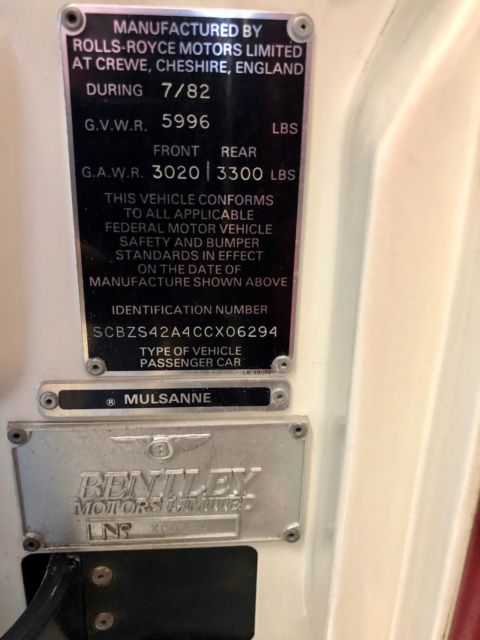 MANUFACTURED BY
ROLLS-ROYCE MOTORS LIMITED
AT CREWE, CHESHIRE, ENGLAND
DURING 7/82
G.V.W.R. 5996 LBS
FRONT REAR
G.A.W.R. 3020 3300 LBS
THIS VEHICLE CONFORMS
TO ALL APPLICABLE
FEDERAL MOTOR VEHICLE
SAFETY AND BUMPER
STANDARDS IN EFFECT
ON THE DATE OF
MANUFACTURE SHOWN ABOVE
IDENTIFICATION NUMBER
SCBZS42A4CCX06294
TYPE OF VEHICLE
PASSENGER CAR
® MULSANNE
B
BENTLEY
MOTORS LIMITED
No